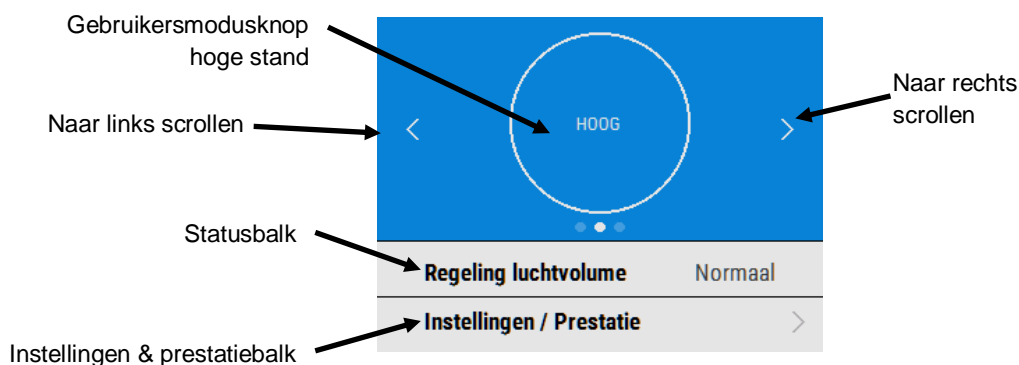 Gebruikersmodusknop
hoge stand
HOOG
Naar rechts
scrollen
Naar links scrollen
Statusbalk
Regeling luchtvolume Normaal
Instellingen / Prestatie
Instellingen & prestatiebalk